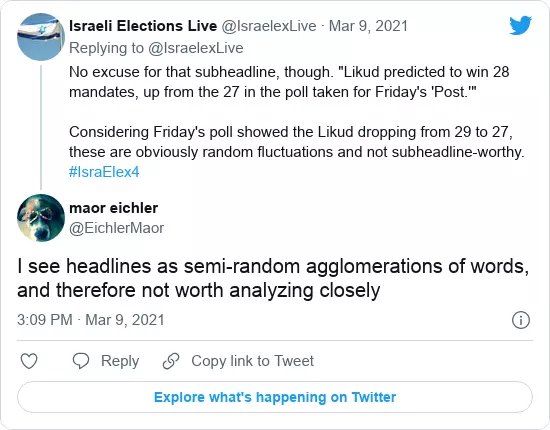 Israeli Elections Live @IsraelexLive · Mar 9, 2021
Replying to @IsraelexLive
No excuse for that subheadline, though. "Likud predicted to win 28
mandates, up from the 27 in the poll taken for Friday's 'Post.'"
Considering Friday's poll showed the Likud dropping from 29 to 27,
these are obviously random fluctuations and not subheadline-worthy.
#IsraElex4
maor eichler
@EichlerMaor
I see headlines as semi-random agglomerations of words,
and therefore not worth analyzing closely
3:09 PM · Mar 9, 2021
Reply
Copy link to Tweet
Explore what's happening on Twitter